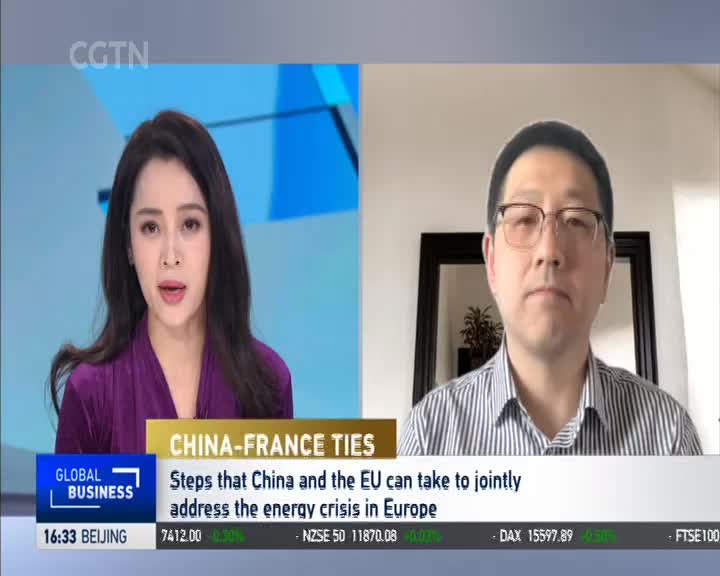 CGTN
CHINA-FRANCE TIES
GLOBAL
BUSINESS
Steps that China and the EU can take to jointly
address the energy crisis in Europe
16:33 BEIJING
7412.00 -0.30% · NZSE 50 11870.08 +0.03% · DAX 15597.89 -0.50% · FTSE100